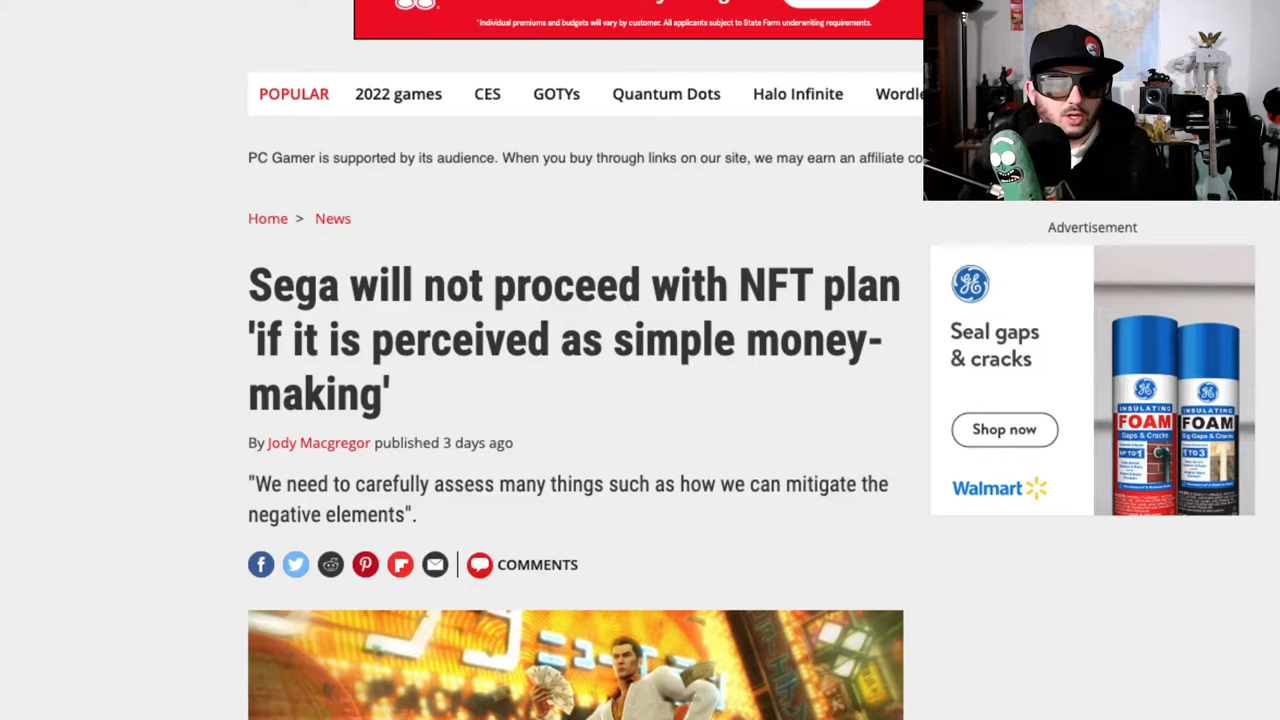 *Individual premiums and budgets will vary by customer. All applicants subject to State Farm underwriting requirements.
POPULAR 2022 games CES GOTYs Quantum Dots Halo Infinite Wordle
PC Gamer is supported by its audience. When you buy through links on our site, we may earn an affiliate co
Home > News
Sega will not proceed with NFT plan
'if it is perceived as simple money-
making'
By Jody Macgregor published 3 days ago
"We need to carefully assess many things such as how we can mitigate the
negative elements".
COMMENTS
Advertisement
Seal gaps
& cracks
Shop now
Walmart
INSULATING
FOAM
Gaps & Cracks
UP TO 1
INSULATING
FOAM
Big Gaps & Cracks
1 TO 3